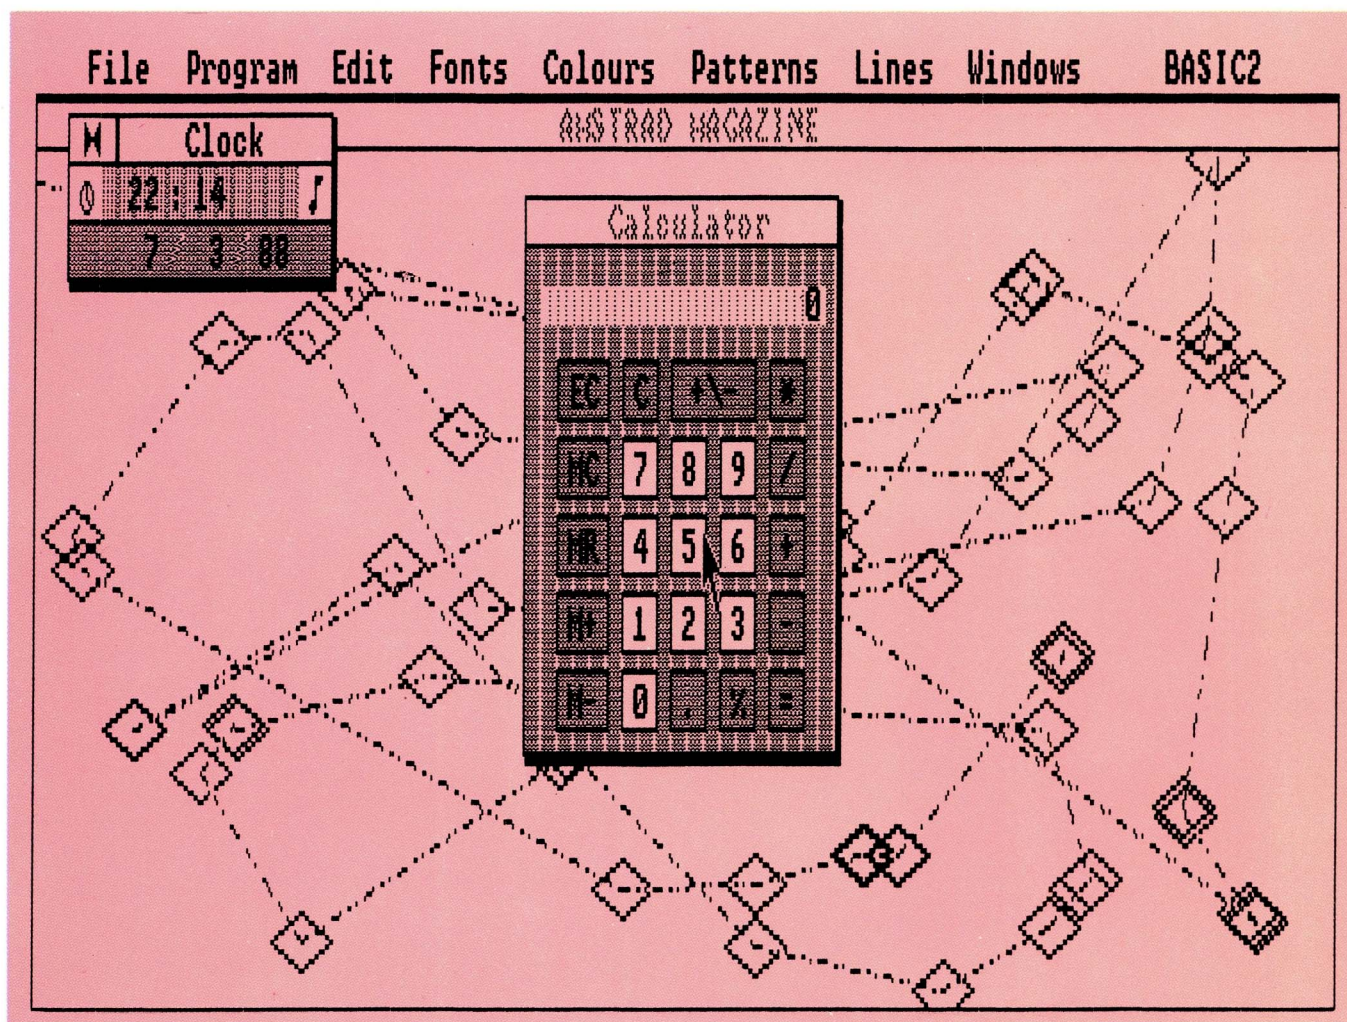 File Program Edit Fonts Colours Patterns Lines Windows BASIC2
AMSTRAD MAGAZINE
Clock
22:14
7 3 88
Calculator
0
EC C +\- *
MC 7 8 9 /
MR 4 5 6 +
M+ 1 2 3 -
M- 0 . % =